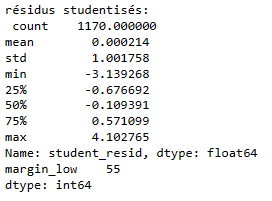 résidus studentisés:
count    1170.000000
mean        0.000214
std         1.001758
min        -3.139268
25%        -0.676692
50%        -0.109391
75%         0.571099
max         4.102765
Name: student_resid, dtype: float64
margin_low    55
dtype: int64